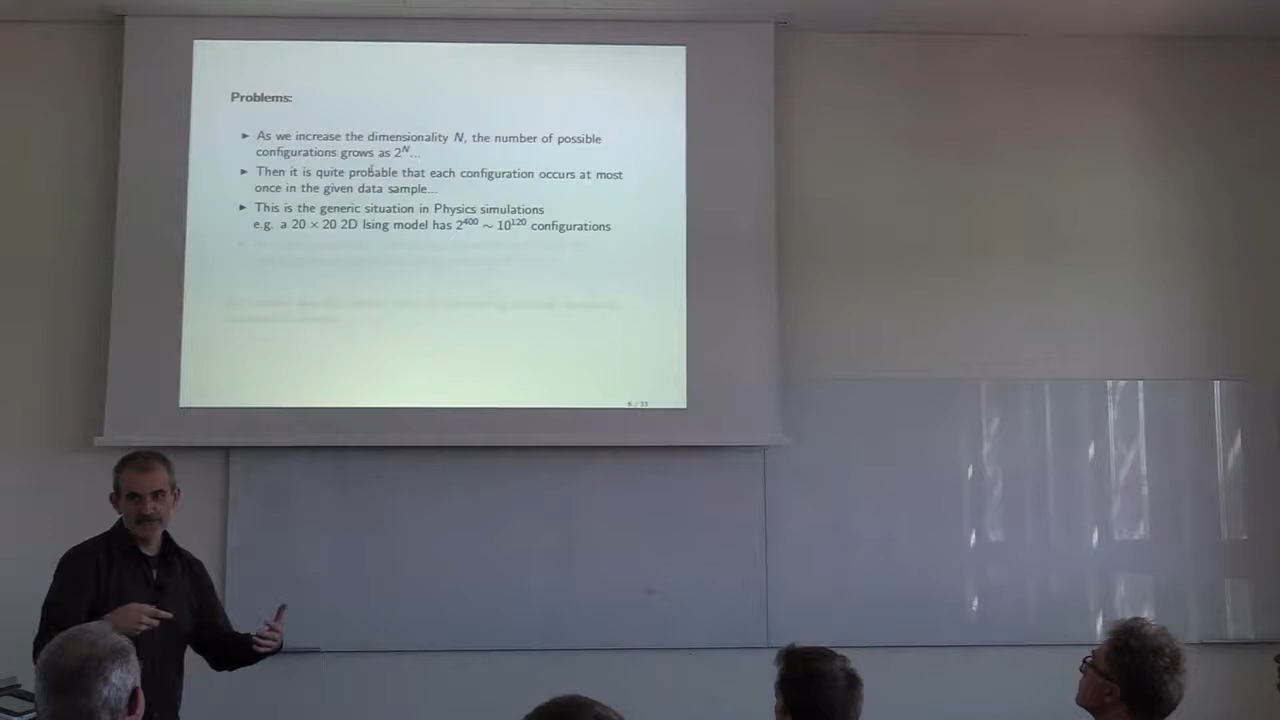 Problems:
► As we increase the dimensionality N, the number of possible
configurations grows as 2^N...
► Then it is quite probable that each configuration occurs at most
once in the given data sample...
► This is the generic situation in Physics simulations
e.g. a 20 × 20 2D Ising model has 2^400 ∼ 10^120 configurations
6 / 33